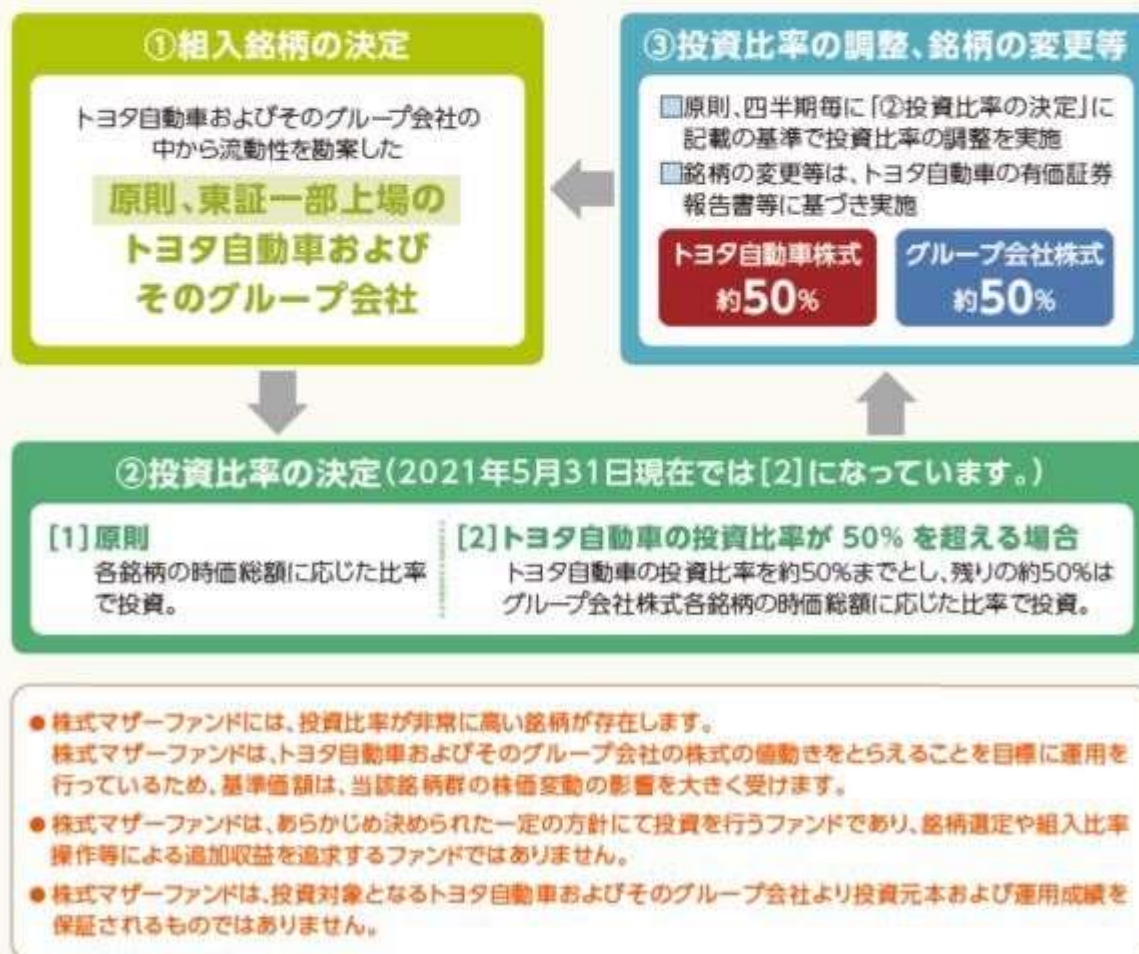 ①組入銘柄の決定
トヨタ自動車およびそのグループ会社の
中から流動性を勘案した
原則、東証一部上場の
トヨタ自動車および
そのグループ会社
②投資比率の決定(2021年5月31日現在では[2]になっています。)
[1]原則
各銘柄の時価総額に応じた比率
で投資。
[2]トヨタ自動車の投資比率が 50% を超える場合
トヨタ自動車の投資比率を約50%までとし、残りの約50%は
グループ会社株式各銘柄の時価総額に応じた比率で投資。
③投資比率の調整、銘柄の変更等
原則、四半期毎に「②投資比率の決定」に
記載の基準で投資比率の調整を実施
銘柄の変更等は、トヨタ自動車の有価証券
報告書等に基づき実施
トヨタ自動車株式
約50%
グループ会社株式
約50%
●株式マザーファンドには、投資比率が非常に高い銘柄が存在します。
株式マザーファンドは、トヨタ自動車およびそのグループ会社の株式の値動きをとらえることを目標に運用を
行っているため、基準価額は、当該銘柄群の株価変動の影響を大きく受けます。
●株式マザーファンドは、あらかじめ決められた一定の方針にて投資を行うファンドであり、銘柄選定や組入比率
操作等による追加収益を追求するファンドではありません。
●株式マザーファンドは、投資対象となるトヨタ自動車およびそのグループ会社より投資元本および運用成績を
保証されるものではありません。